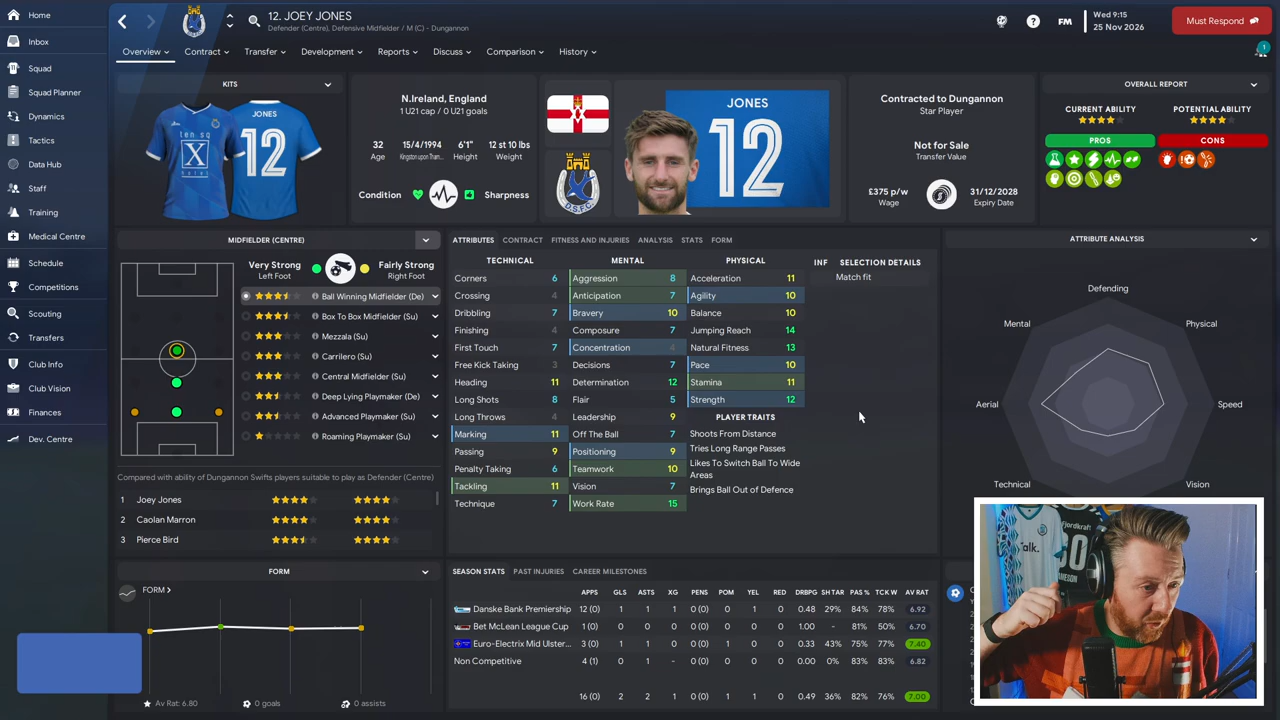 12. JOEY JONES
Defender (Centre), Defensive Midfielder / M (C) - Dungannon
FM
Wed 9:15
25 Nov 2026
Must Respond
1
Home
Inbox
Squad
Squad Planner
Dynamics
Tactics
Data Hub
Staff
Training
Medical Centre
Schedule
Competitions
Scouting
Transfers
Club Info
Club Vision
Finances
Dev. Centre
Overview
Contract
Transfer
Development
Reports
Discuss
Comparison
History
KITS
ten sq
X
hotel
JONES
12
N.Ireland, England
1 U21 cap / 0 U21 goals
32
Age
15/4/1994
6'1"
Height
12 st 10 lbs
Weight
Condition
Sharpness
D.S.F.C
JONES
12
Contracted to Dungannon
Star Player
Not for Sale
Transfer Value
£375 p/w
Wage
31/12/2028
Expiry Date
OVERALL REPORT
CURRENT ABILITY
POTENTIAL ABILITY
PROS
CONS
MIDFIELDER (CENTRE)
Very Strong
Left Foot
Fairly Strong
Right Foot
Ball Winning Midfielder (De)
Box To Box Midfielder (Su)
Mezzala (Su)
Carrilero (Su)
Central Midfielder (Su)
Deep Lying Playmaker (De)
Advanced Playmaker (Su)
Roaming Playmaker (Su)
Compared with ability of Dungannon Swifts players suitable to play as Defender (Centre)
1 Joey Jones
2 Caolan Marron
3 Pierce Bird
ATTRIBUTES CONTRACT FITNESS AND INJURIES ANALYSIS STATS FORM
TECHNICAL
Corners 6
Crossing 4
Dribbling 7
Finishing 4
First Touch 7
Free Kick Taking 3
Heading 11
Long Shots 8
Long Throws 4
Marking 11
Passing 9
Penalty Taking 6
Tackling 11
Technique 7
MENTAL
Aggression 8
Anticipation 7
Bravery 10
Composure 7
Concentration 4
Decisions 7
Determination 12
Flair 5
Leadership 9
Off The Ball 7
Positioning 9
Teamwork 10
Vision 7
Work Rate 15
PHYSICAL
Acceleration 11
Agility 10
Balance 10
Jumping Reach 14
Natural Fitness 13
Pace 10
Stamina 11
Strength 12
PLAYER TRAITS
Shoots From Distance
Tries Long Range Passes
Likes To Switch Ball To Wide
Areas
Brings Ball Out of Defence
INF SELECTION DETAILS
Match fit
ATTRIBUTE ANALYSIS
Defending
Physical
Speed
Vision
Technical
Aerial
Mental
FORM
FORM
Av Rat: 6.80
0 goals
0 assists
SEASON STATS PAST INJURIES CAREER MILESTONES
APPS GLS ASTS XG PENS POM YEL RED DRBPG SH TAR PAS % TCK W AV RAT
Danske Bank Premiership 12 (0) 1 1 1 0 (0) 0 1 0 0.48 29% 84% 78% 6.92
Bet McLean League Cup 1 (0) 0 0 0 0 (0) 0 0 0 1.00 - 81% 50% 6.70
Euro-Electrix Mid Ulster... 3 (0) 1 1 0 0 (0) 1 0 0 0.33 43% 75% 77% 7.40
Non Competitive 4 (1) 0 1 - 0 (0) 0 0 0 0.00 0% 83% 83% 6.82
16 (0) 2 2 1 0 (0) 1 1 0 0.49 36% 82% 76% 7.00
Talk.
Fjordkraft
JAMIESON